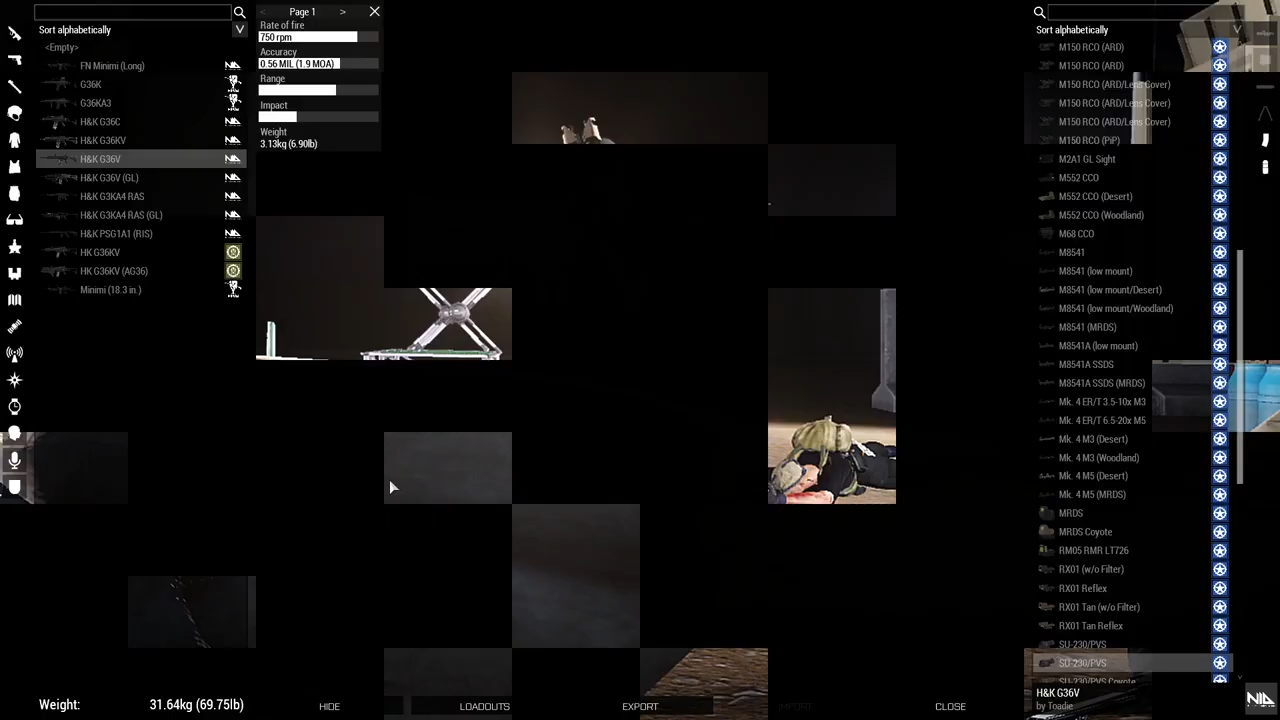 Sort alphabetically
<Empty>
FN Minimi (Long)
G36K
G36KA3
H&K G36C
H&K G36KV
H&K G36V
H&K G36V (GL)
H&K G3KA4 RAS
H&K G3KA4 RAS (GL)
H&K PSG1A1 (RIS)
HK G36KV
HK G36KV (AG36)
Minimi (18.3 in.)
< Page 1 >
Rate of fire
750 rpm
Accuracy
0.56 MIL (1.9 MOA)
Range
Impact
Weight
3.13kg (6.90lb)
Sort alphabetically
M150 RCO (ARD)
M150 RCO (ARD)
M150 RCO (ARD/Lens Cover)
M150 RCO (ARD/Lens Cover)
M150 RCO (ARD/Lens Cover)
M150 RCO (PiP)
M2A1 GL Sight
M552 CCO
M552 CCO (Desert)
M552 CCO (Woodland)
M68 CCO
M8541
M8541 (low mount)
M8541 (low mount/Desert)
M8541 (low mount/Woodland)
M8541 (MRDS)
M8541A (low mount)
M8541A SSDS
M8541A SSDS (MRDS)
Mk. 4 ER/T 3.5-10x M3
Mk. 4 ER/T 6.5-20x M5
Mk. 4 M3 (Desert)
Mk. 4 M3 (Woodland)
Mk. 4 M5 (Desert)
Mk. 4 M5 (MRDS)
MRDS
MRDS Coyote
RM05 RMR LT726
RX01 (w/o Filter)
RX01 Reflex
RX01 Tan (w/o Filter)
RX01 Tan Reflex
SU-230/PVS
SU-230/PVS
SU-230/PVS Coyote
H&K G36V
by Toadie
Weight: 31.64kg (69.75lb)
HIDE
LOADOUTS
EXPORT
IMPORT
CLOSE